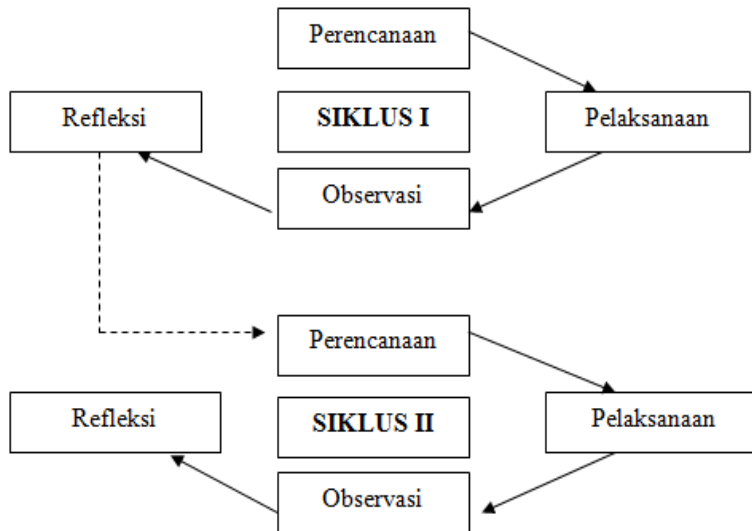 Perencanaan
Refleksi
SIKLUS I
Pelaksanaan
Observasi
Perencanaan
Refleksi
SIKLUS II
Pelaksanaan
Observasi